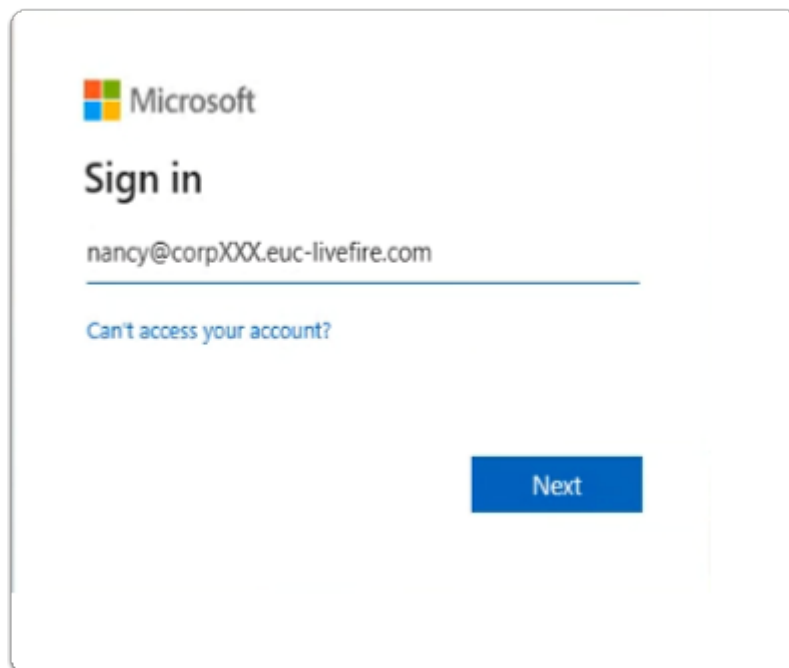 Microsoft
Sign in
nancy@corpXXX.euc-livefire.com
Can't access your account?
Next